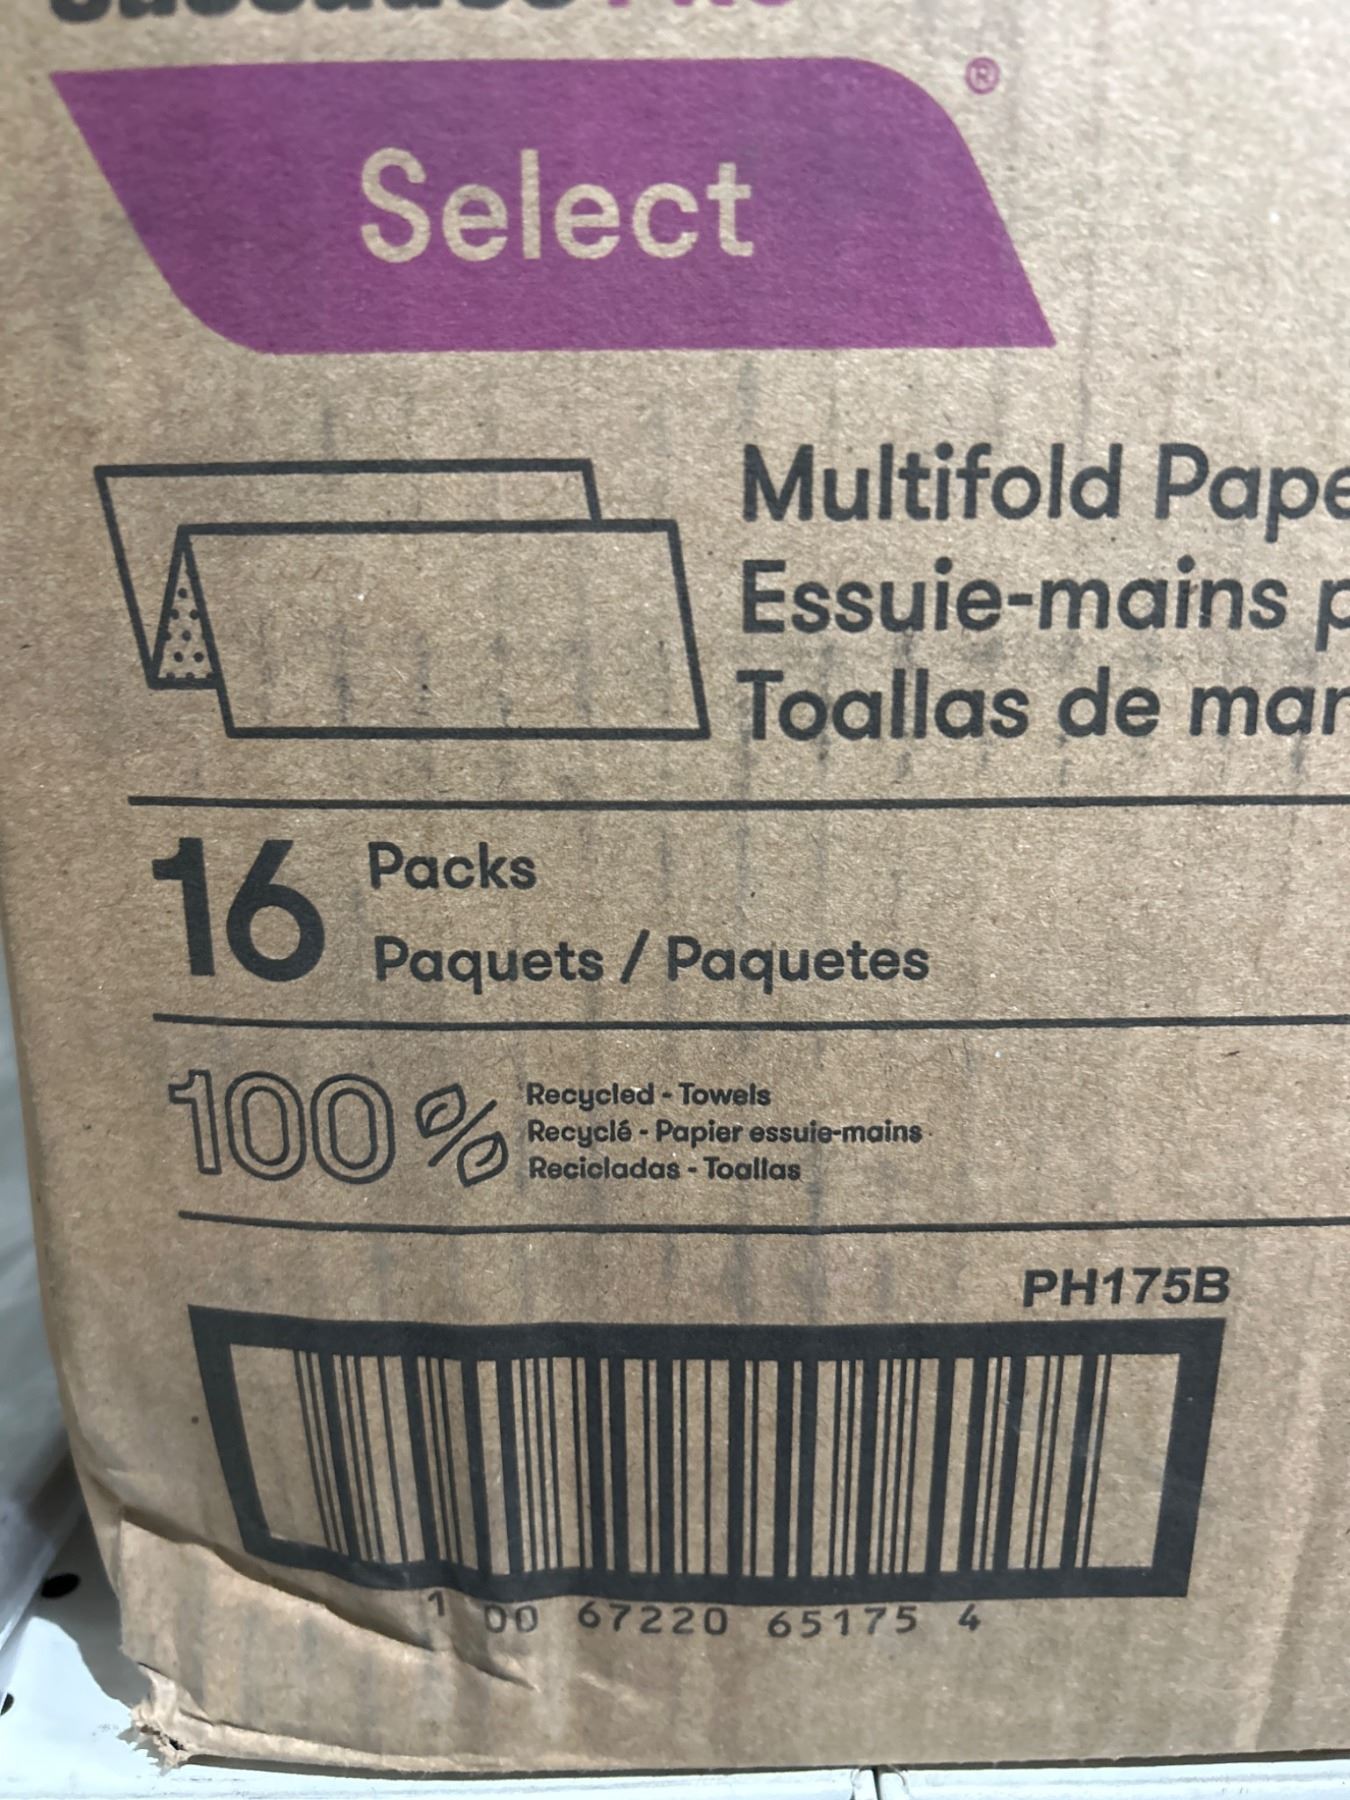 Select ®
Multifold Pape
Essuie-mains p
Toallas de mar
16 Packs
Paquets / Paquetes
100%
Recycled - Towels
Recyclé - Papier essuie-mains
Recicladas - Toallas
PH175B
1 00 67220 65175 4